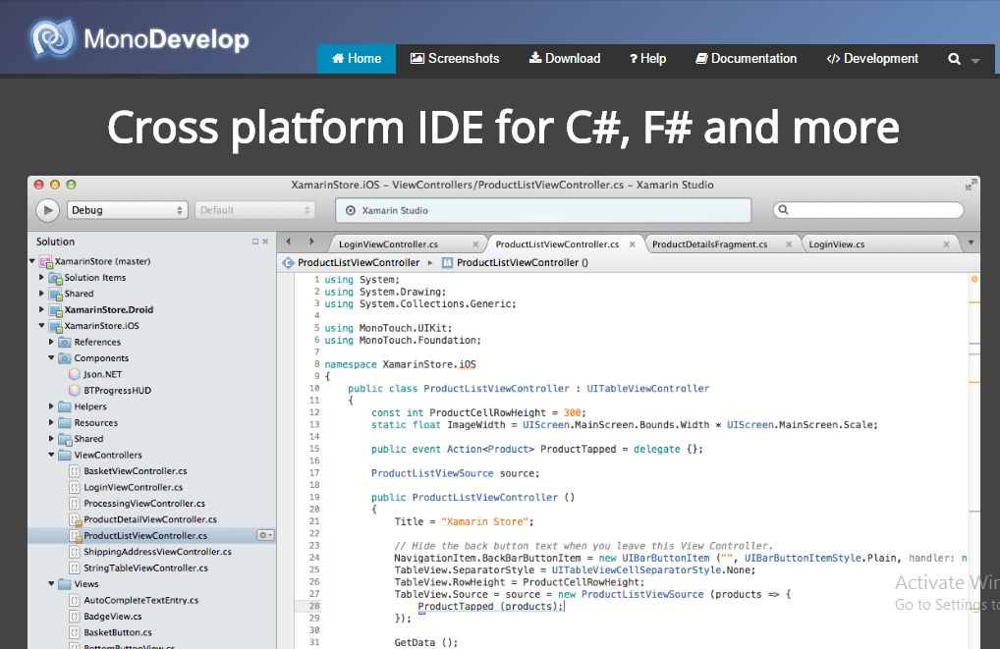 MonoDevelop
Home Screenshots Download ? Help Documentation </> Development
Cross platform IDE for C#, F# and more
XamarinStore.iOS – ViewControllers/ProductListViewController.cs – Xamarin Studio
Debug Default Xamarin Studio
Solution
LoginViewController.cs ProductListViewController.cs ProductDetailsFragment.cs LoginView.cs
ProductListViewController ▸ M ProductListViewController ()
XamarinStore (master)
Solution Items
Shared
XamarinStore.Droid
XamarinStore.iOS
References
Components
Json.NET
BTProgressHUD
Helpers
Resources
Shared
ViewControllers
BasketViewController.cs
LoginViewController.cs
ProcessingViewController.cs
ProductDetailViewController.cs
ProductListViewController.cs
ShippingAddressViewController.cs
StringTableViewController.cs
Views
AutoCompleteTextEntry.cs
BadgeView.cs
BasketButton.cs
BottomButtonView.cs
1 using System;
2 using System.Drawing;
3 using System.Collections.Generic;
4
5 using MonoTouch.UIKit;
6 using MonoTouch.Foundation;
7
8 namespace XamarinStore.iOS
9 {
10 public class ProductListViewController : UITableViewController
11 {
12 const int ProductCellRowHeight = 300;
13 static float ImageWidth = UIScreen.MainScreen.Bounds.Width * UIScreen.MainScreen.Scale;
14
15 public event Action<Product> ProductTapped = delegate {};
16
17 ProductListViewSource source;
18
19 public ProductListViewController ()
20 {
21 Title = "Xamarin Store";
22
23 // Hide the back button text when you leave this View Controller.
24 NavigationItem.BackBarButtonItem = new UIBarButtonItem ("", UIBarButtonItemStyle.Plain, handler: n
25 TableView.SeparatorStyle = UITableViewCellSeparatorStyle.None;
26 TableView.RowHeight = ProductCellRowHeight;
27 TableView.Source = source = new ProductListViewSource (products => {
28 ProductTapped (products);
29 });
30
31 GetData ();
Activate Win
Go to Settings to